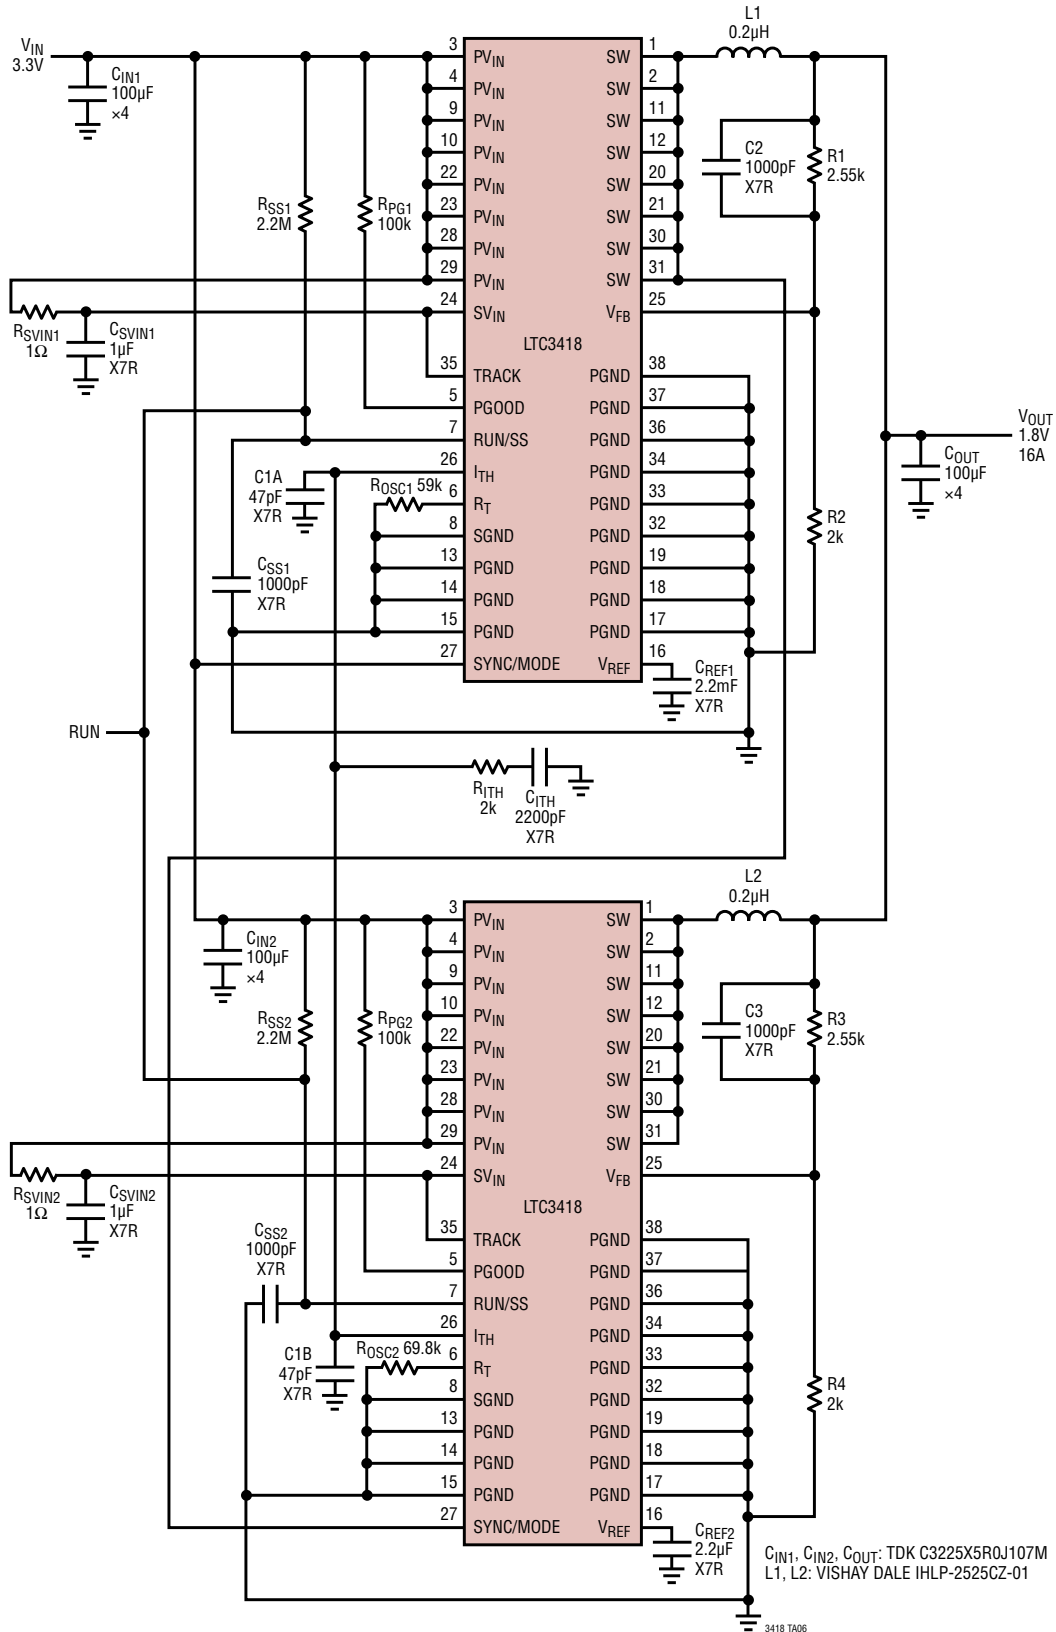 VIN
3.3V
CIN1
100µF
×4
RSS1
2.2M
RPG1
100k
RSVIN1
1Ω
CSVIN1
1µF
X7R
RUN
C1A
47pF
X7R
ROSC1 59k
CSS1
1000pF
X7R
3 PVIN
4 PVIN
9 PVIN
10 PVIN
22 PVIN
23 PVIN
28 PVIN
29 PVIN
24 SVIN
35 TRACK
5 PGOOD
7 RUN/SS
26 ITH
6 RT
8 SGND
13 PGND
14 PGND
15 PGND
27 SYNC/MODE
LTC3418
SW 1
SW 2
SW 11
SW 12
SW 20
SW 21
SW 30
SW 31
VFB 25
PGND 38
PGND 37
PGND 36
PGND 34
PGND 33
PGND 32
PGND 19
PGND 18
PGND 17
VREF 16
L1
0.2µH
C2
1000pF
X7R
R1
2.55k
R2
2k
CREF1
2.2mF
X7R
VOUT
1.8V
16A
COUT
100µF
×4
RITH
2k
CITH
2200pF
X7R
CIN2
100µF
×4
RSS2
2.2M
RPG2
100k
RSVIN2
1Ω
CSVIN2
1µF
X7R
CSS2
1000pF
X7R
C1B
47pF
X7R
ROSC2 69.8k
3 PVIN
4 PVIN
9 PVIN
10 PVIN
22 PVIN
23 PVIN
28 PVIN
29 PVIN
24 SVIN
35 TRACK
5 PGOOD
7 RUN/SS
26 ITH
6 RT
8 SGND
13 PGND
14 PGND
15 PGND
27 SYNC/MODE
LTC3418
SW 1
SW 2
SW 11
SW 12
SW 20
SW 21
SW 30
SW 31
VFB 25
PGND 38
PGND 37
PGND 36
PGND 34
PGND 33
PGND 32
PGND 19
PGND 18
PGND 17
VREF 16
L2
0.2µH
C3
1000pF
X7R
R3
2.55k
R4
2k
CREF2
2.2µF
X7R
CIN1, CIN2, COUT: TDK C3225X5R0J107M
L1, L2: VISHAY DALE IHLP-2525CZ-01
3418 TA06